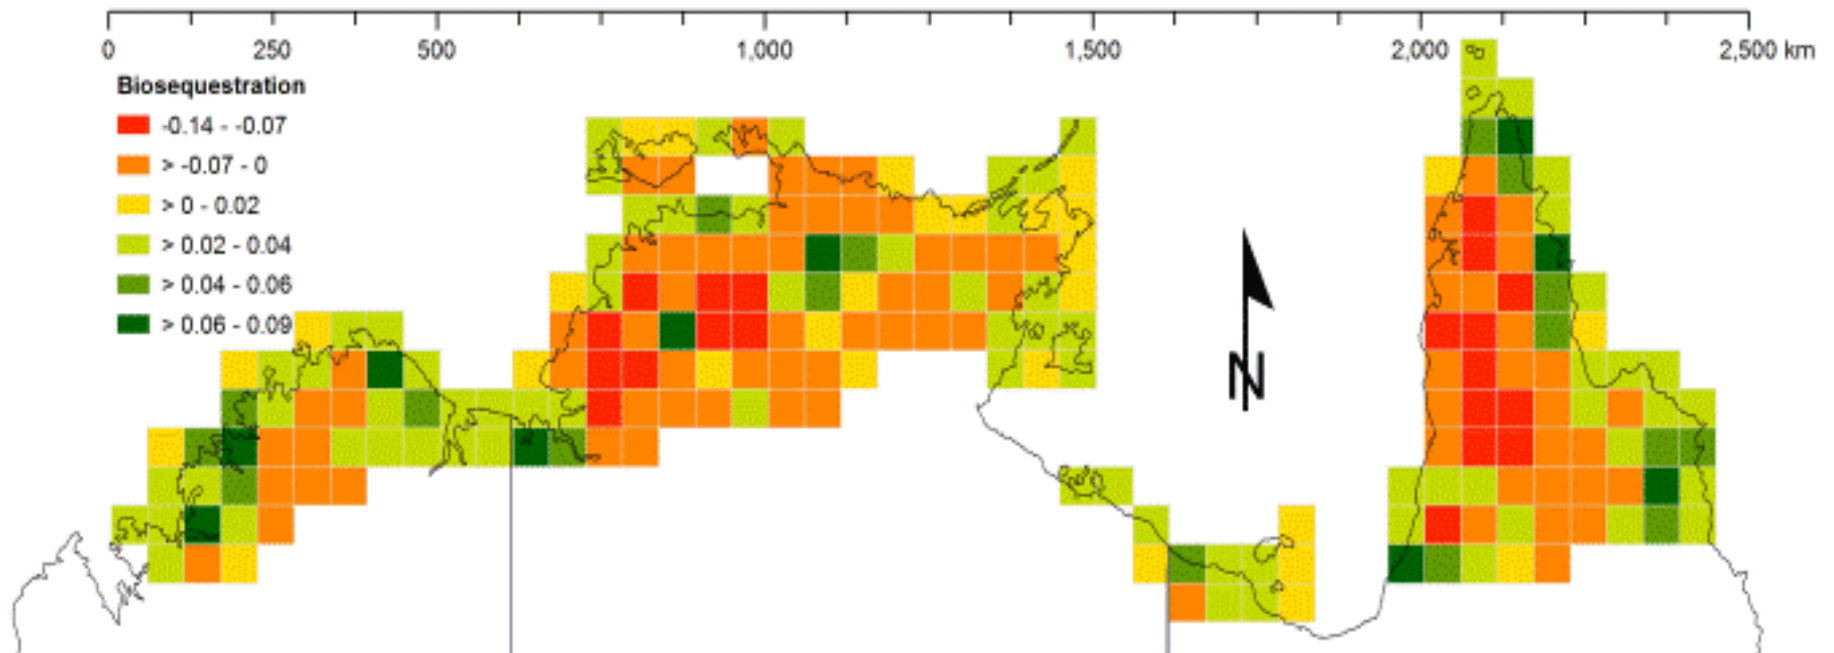 0 250 500 1,000 1,500 2,000 2,500 km
Biosequestration
-0.14 - -0.07
> -0.07 - 0
> 0 - 0.02
> 0.02 - 0.04
> 0.04 - 0.06
> 0.06 - 0.09
N